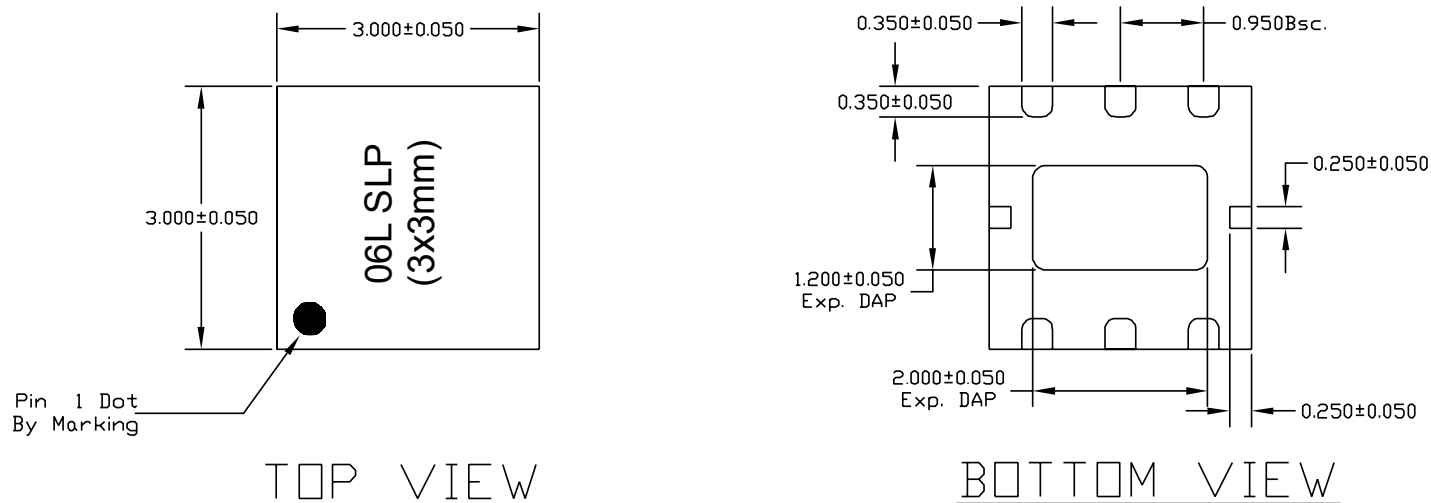 3.000±0.050
3.000±0.050
06L SLP
(3x3mm)
Pin 1 Dot
By Marking
TOP VIEW
0.350±0.050
0.950Bsc.
0.350±0.050
0.250±0.050
1.200±0.050
Exp. DAP
2.000±0.050
Exp. DAP
0.250±0.050
BOTTOM VIEW